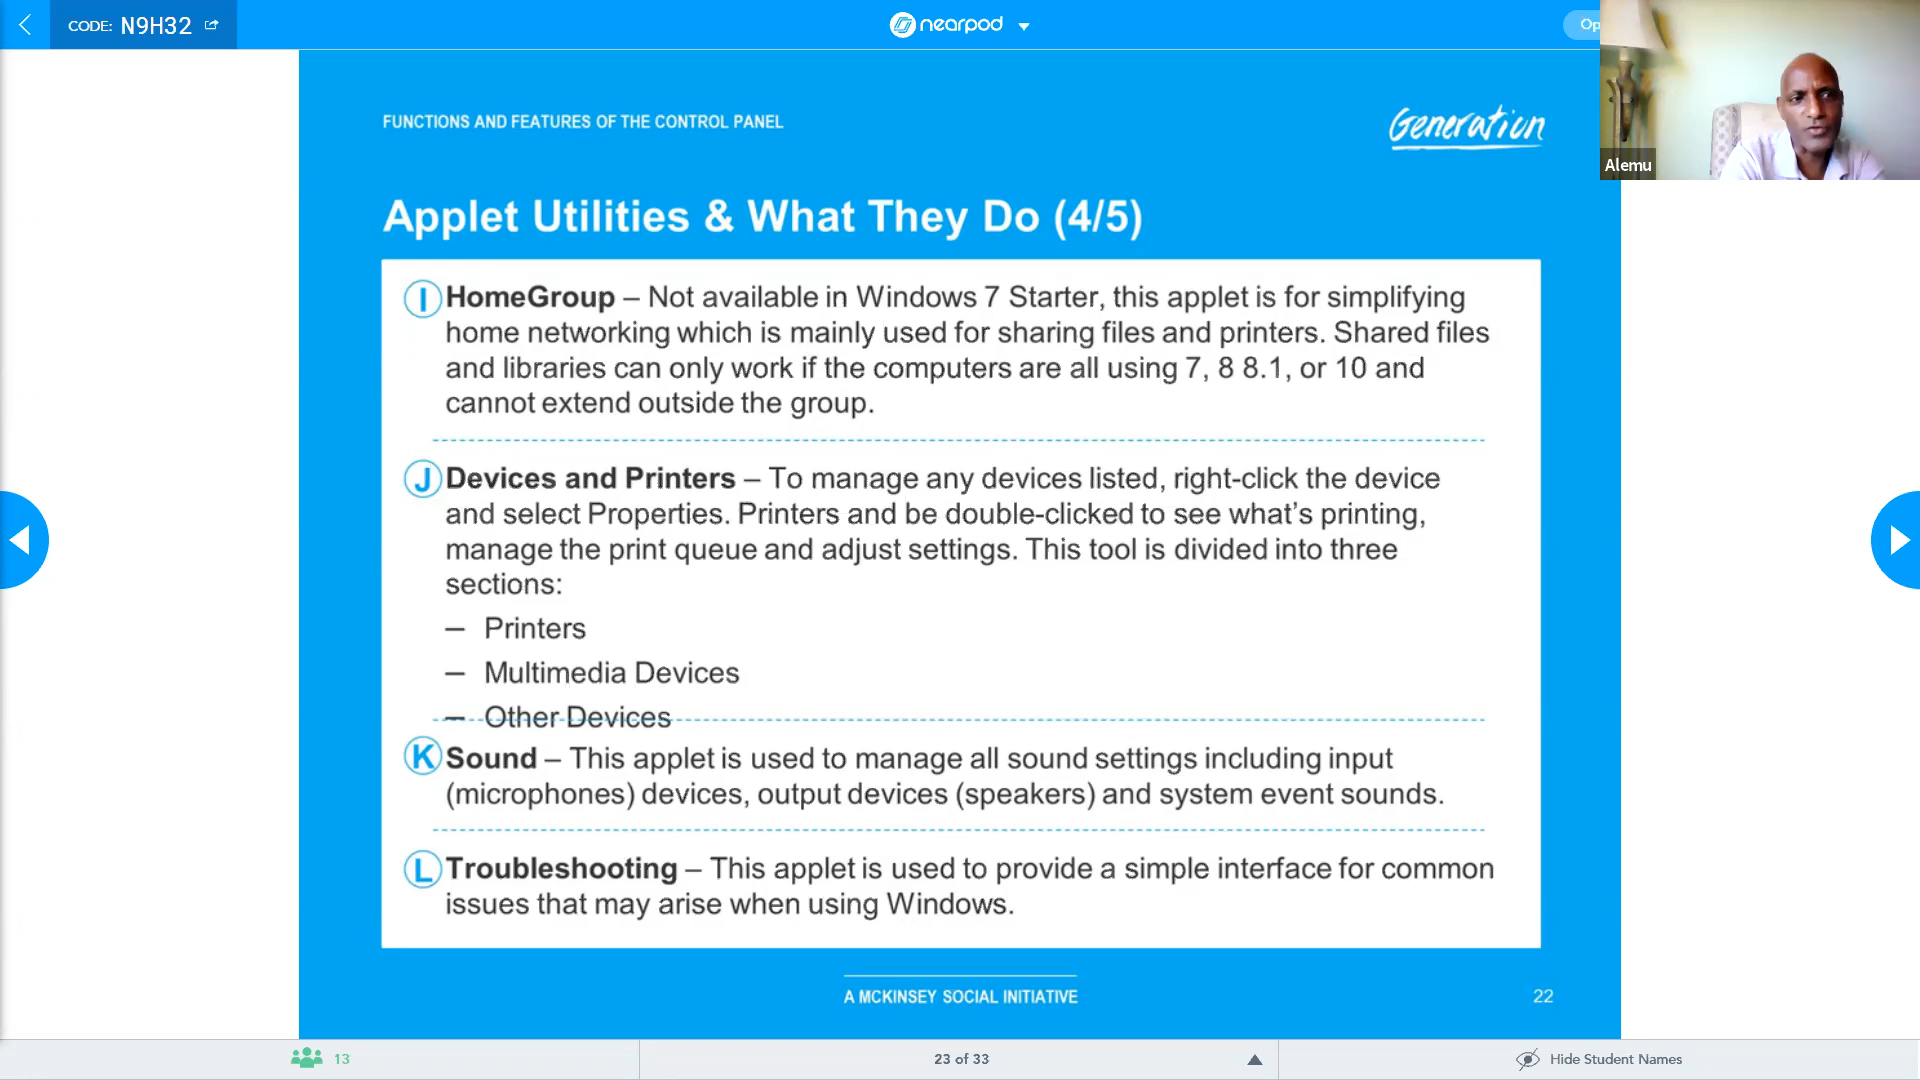 CODE: N9H32
nearpod
Op
Alemu
FUNCTIONS AND FEATURES OF THE CONTROL PANEL
Generation
Applet Utilities & What They Do (4/5)
I HomeGroup – Not available in Windows 7 Starter, this applet is for simplifying
home networking which is mainly used for sharing files and printers. Shared files
and libraries can only work if the computers are all using 7, 8 8.1, or 10 and
cannot extend outside the group.
J Devices and Printers – To manage any devices listed, right-click the device
and select Properties. Printers and be double-clicked to see what's printing,
manage the print queue and adjust settings. This tool is divided into three
sections:
– Printers
– Multimedia Devices
– Other Devices
K Sound – This applet is used to manage all sound settings including input
(microphones) devices, output devices (speakers) and system event sounds.
L Troubleshooting – This applet is used to provide a simple interface for common
issues that may arise when using Windows.
A MCKINSEY SOCIAL INITIATIVE
22
13
23 of 33
Hide Student Names